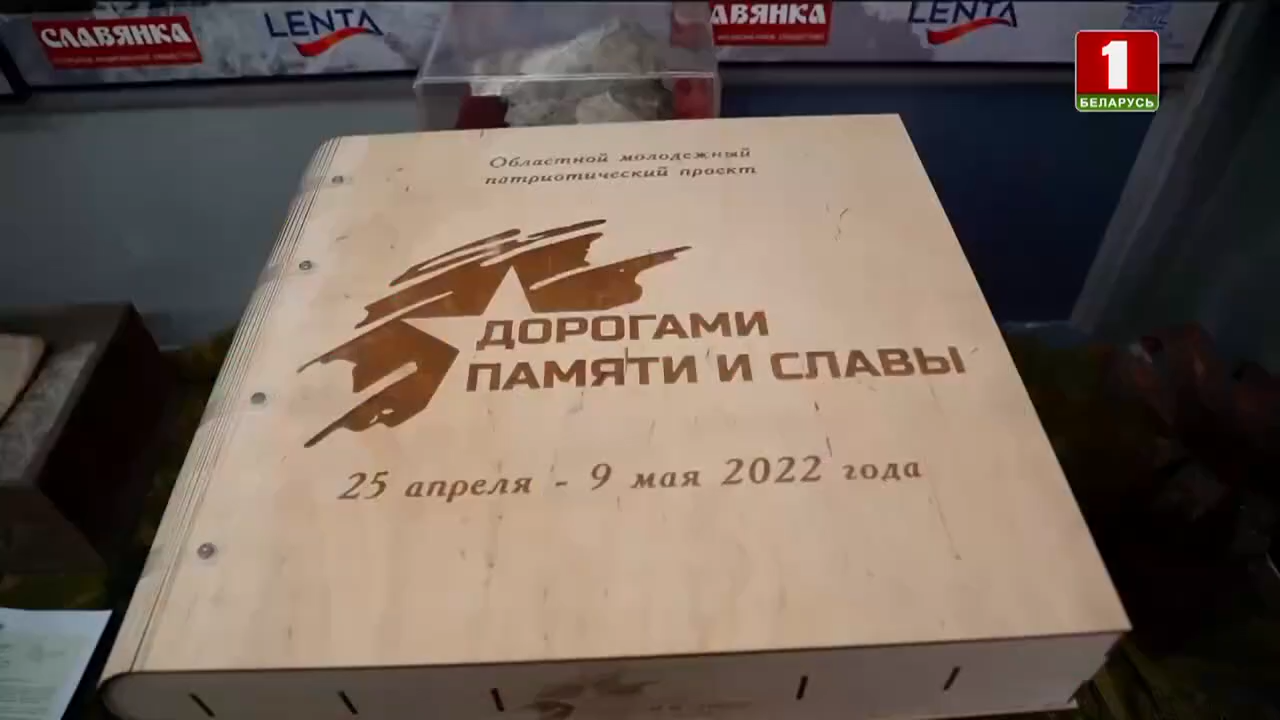 СЛАВЯНКА
LENTA
АВЯНКА
LENTA
1
БЕЛАРУСЬ
Областной молодежный
патриотический проект
ДОРОГАМИ
ПАМЯТИ И СЛАВЫ
25 апреля - 9 мая 2022 года